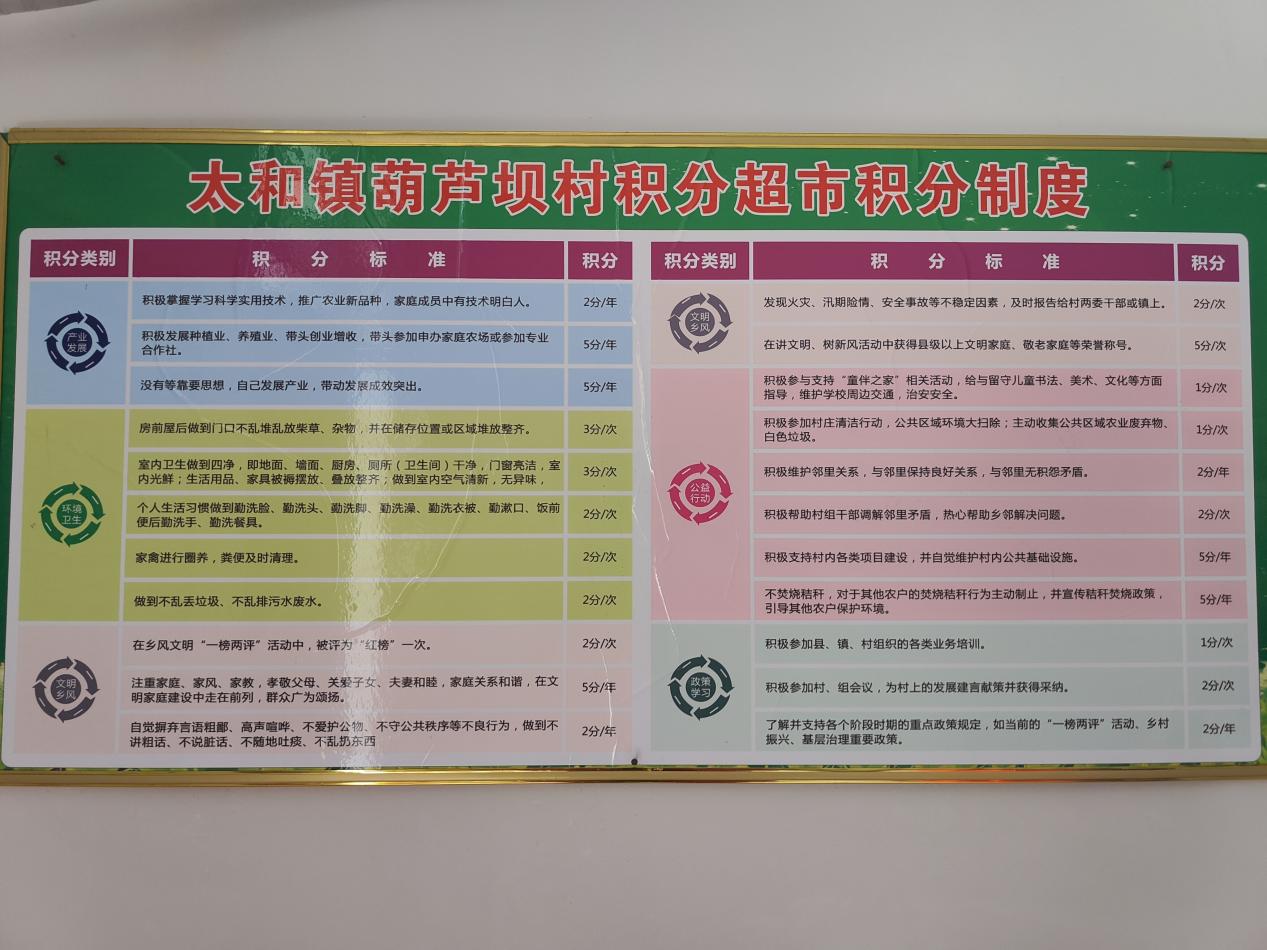 太和镇葫芦坝村积分超市积分制度
积分类别 积分标准 积分
产业
发展
积极掌握学习科学实用技术，推广农业新品种，家庭成员中有技术明白人。 2分/年
积极发展种植业、养殖业、带头创业增收，带头参加申办家庭农场或参加专业
合作社。 5分/年
没有等靠要思想，自己发展产业，带动发展成效突出。 5分/年
环境
卫生
房前屋后做到门口不乱堆乱放柴草、杂物，并在储存位置或区域堆放整齐。 3分/次
室内卫生做到四净，即地面、墙面、厨房、厕所（卫生间）干净，门窗亮洁，室
内光鲜；生活用品、家具被褥摆放、叠放整齐；做到室内空气清新，无异味， 3分/次
个人生活习惯做到勤洗脸、勤洗头、勤洗脚、勤洗澡、勤洗衣被、勤漱口、饭前
便后勤洗手、勤洗餐具。 2分/次
家禽进行圈养，粪便及时清理。 2分/次
做到不乱丢垃圾、不乱排污水废水。 2分/次
文明
乡风
在乡风文明“一榜两评”活动中，被评为“红榜”一次。 2分/次
注重家庭、家风、家教，孝敬父母、关爱子女、夫妻和睦，家庭关系和谐，在文
明家庭建设中走在前列，群众广为颂扬。 5分/年
自觉摒弃言语粗鄙、高声喧哗、不爱护公物、不守公共秩序等不良行为，做到不
讲粗话、不说脏话、不随地吐痰、不乱扔东西 2分/年
积分类别 积分标准 积分
文明
乡风
发现火灾、汛期险情、安全事故等不稳定因素，及时报告给村两委干部或镇上。 2分/次
在讲文明、树新风活动中获得县级以上文明家庭、敬老家庭等荣誉称号。 5分/次
公益
行动
积极参与支持“童伴之家”相关活动，给与留守儿童书法、美术、文化等方面
指导，维护学校周边交通，治安安全。 1分/次
积极参加村庄清洁行动，公共区域环境大扫除；主动收集公共区域农业废弃物、
白色垃圾。 1分/次
积极维护邻里关系，与邻里保持良好关系，与邻里无积怨矛盾。 2分/年
积极帮助村组干部调解邻里矛盾，热心帮助乡邻解决问题。 2分/次
积极支持村内各类项目建设，并自觉维护村内公共基础设施。 5分/年
不焚烧秸秆，对于其他农户的焚烧秸秆行为主动制止，并宣传秸秆焚烧政策，
引导其他农户保护环境。 5分/年
政策
学习
积极参加县、镇、村组织的各类业务培训。 1分/次
积极参加村、组会议，为村上的发展建言献策并获得采纳。 2分/次
了解并支持各个阶段时期的重点政策规定，如当前的“一榜两评”活动、乡村
振兴、基层治理重要政策。 2分/年